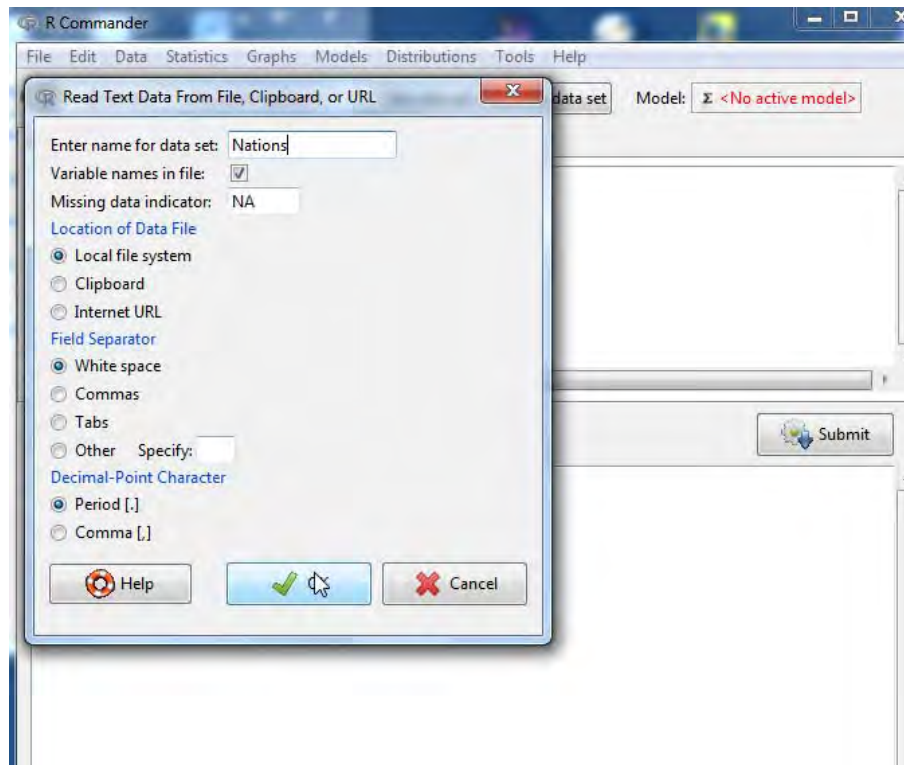 R Commander
File Edit Data Statistics Graphs Models Distributions Tools Help
Read Text Data From File, Clipboard, or URL
data set Model: Σ <No active model>
Enter name for data set: Nations
Variable names in file:
Missing data indicator: NA
Location of Data File
Local file system
Clipboard
Internet URL
Field Separator
White space
Commas
Tabs
Other Specify:
Decimal-Point Character
Period [.]
Comma [,]
Help Cancel
Submit